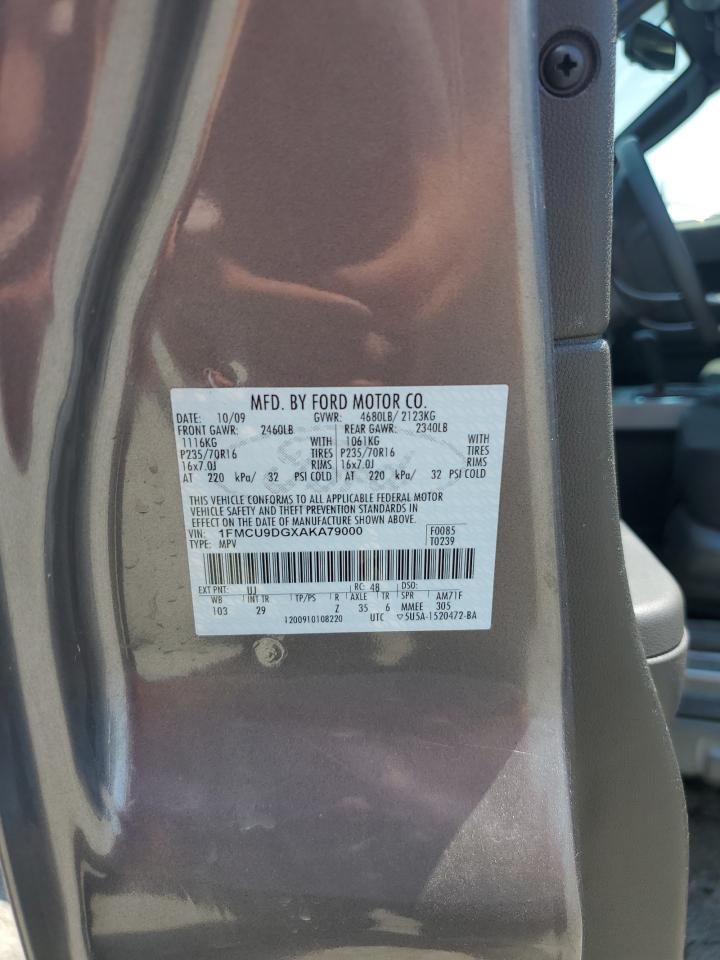 MFD. BY FORD MOTOR CO.
DATE: 10/09 GVWR: 4680LB/ 2123KG
FRONT GAWR: 2460LB REAR GAWR: 2340LB
1116KG WITH 1061KG WITH
P235/70R16 TIRES P235/70R16 TIRES
16x7.0J RIMS 16x7.0J RIMS
AT 220 kPa/ 32 PSI COLD AT 220 kPa/ 32 PSI COLD
THIS VEHICLE CONFORMS TO ALL APPLICABLE FEDERAL MOTOR
VEHICLE SAFETY AND THEFT PREVENTION STANDARDS IN
EFFECT ON THE DATE OF MANUFACTURE SHOWN ABOVE.
VIN: 1FMCU9DGXAKA79000 F0085
TYPE: MPV T0239
EXT PNT: UJ RC: 48 DSO:
WB INT TR TP/PS R AXLE TR SPR AM71F
103 29 Z 35 6 MMEE 305
1200910108220 UTC ▽5U5A-1520472-BA